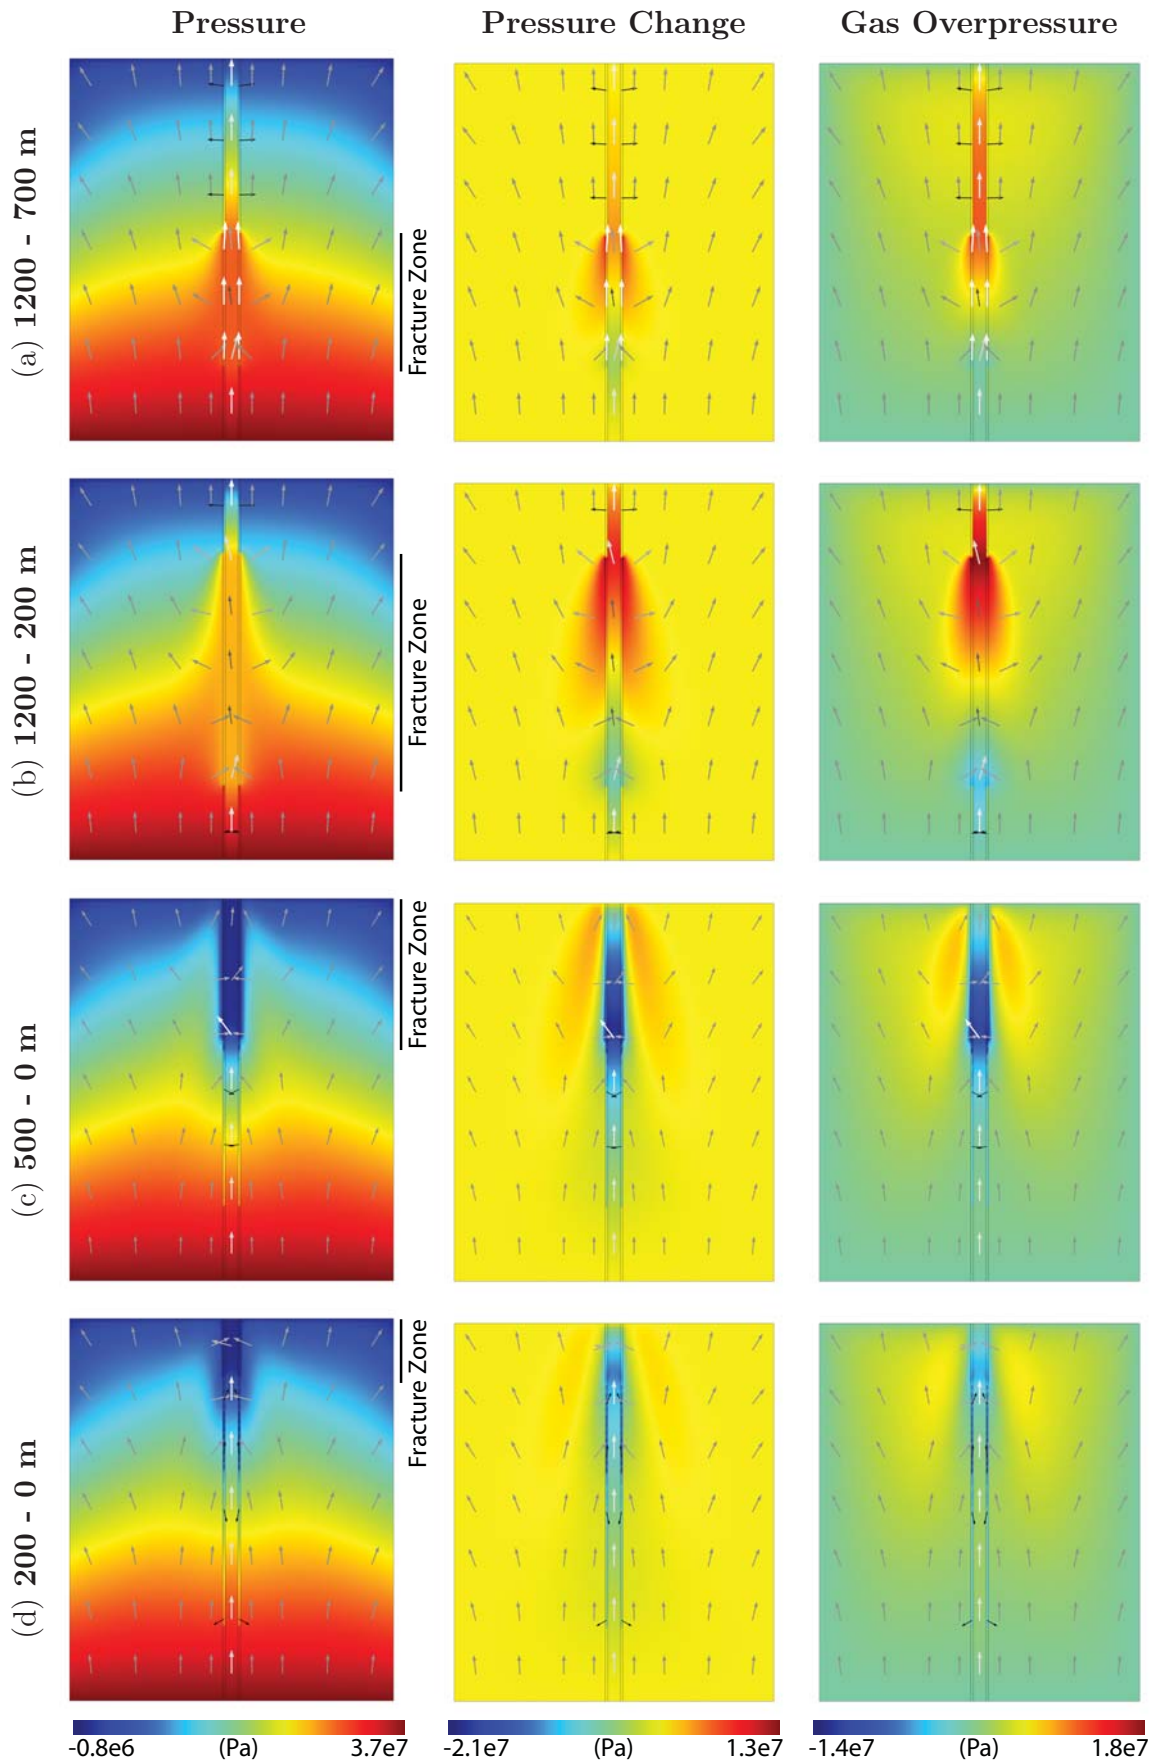 Pressure Pressure Change Gas Overpressure
(a) 1200 - 700 m
Fracture Zone
(b) 1200 - 200 m
Fracture Zone
(c) 500 - 0 m
Fracture Zone
(d) 200 - 0 m
Fracture Zone
-0.8e6 (Pa) 3.7e7 -2.1e7 (Pa) 1.3e7 -1.4e7 (Pa) 1.8e7